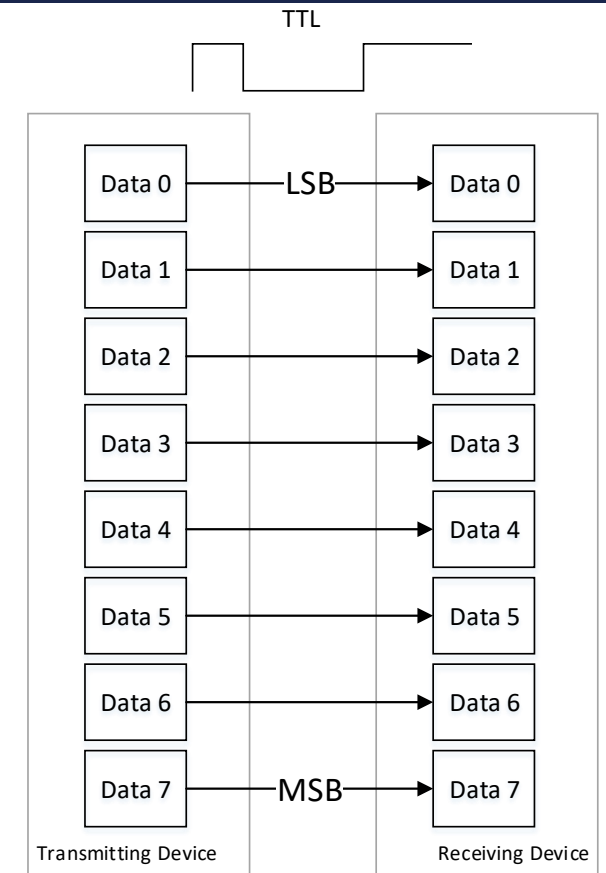 TTL
Data 0 LSB Data 0
Data 1 Data 1
Data 2 Data 2
Data 3 Data 3
Data 4 Data 4
Data 5 Data 5
Data 6 Data 6
Data 7 MSB Data 7
Transmitting Device Receiving Device